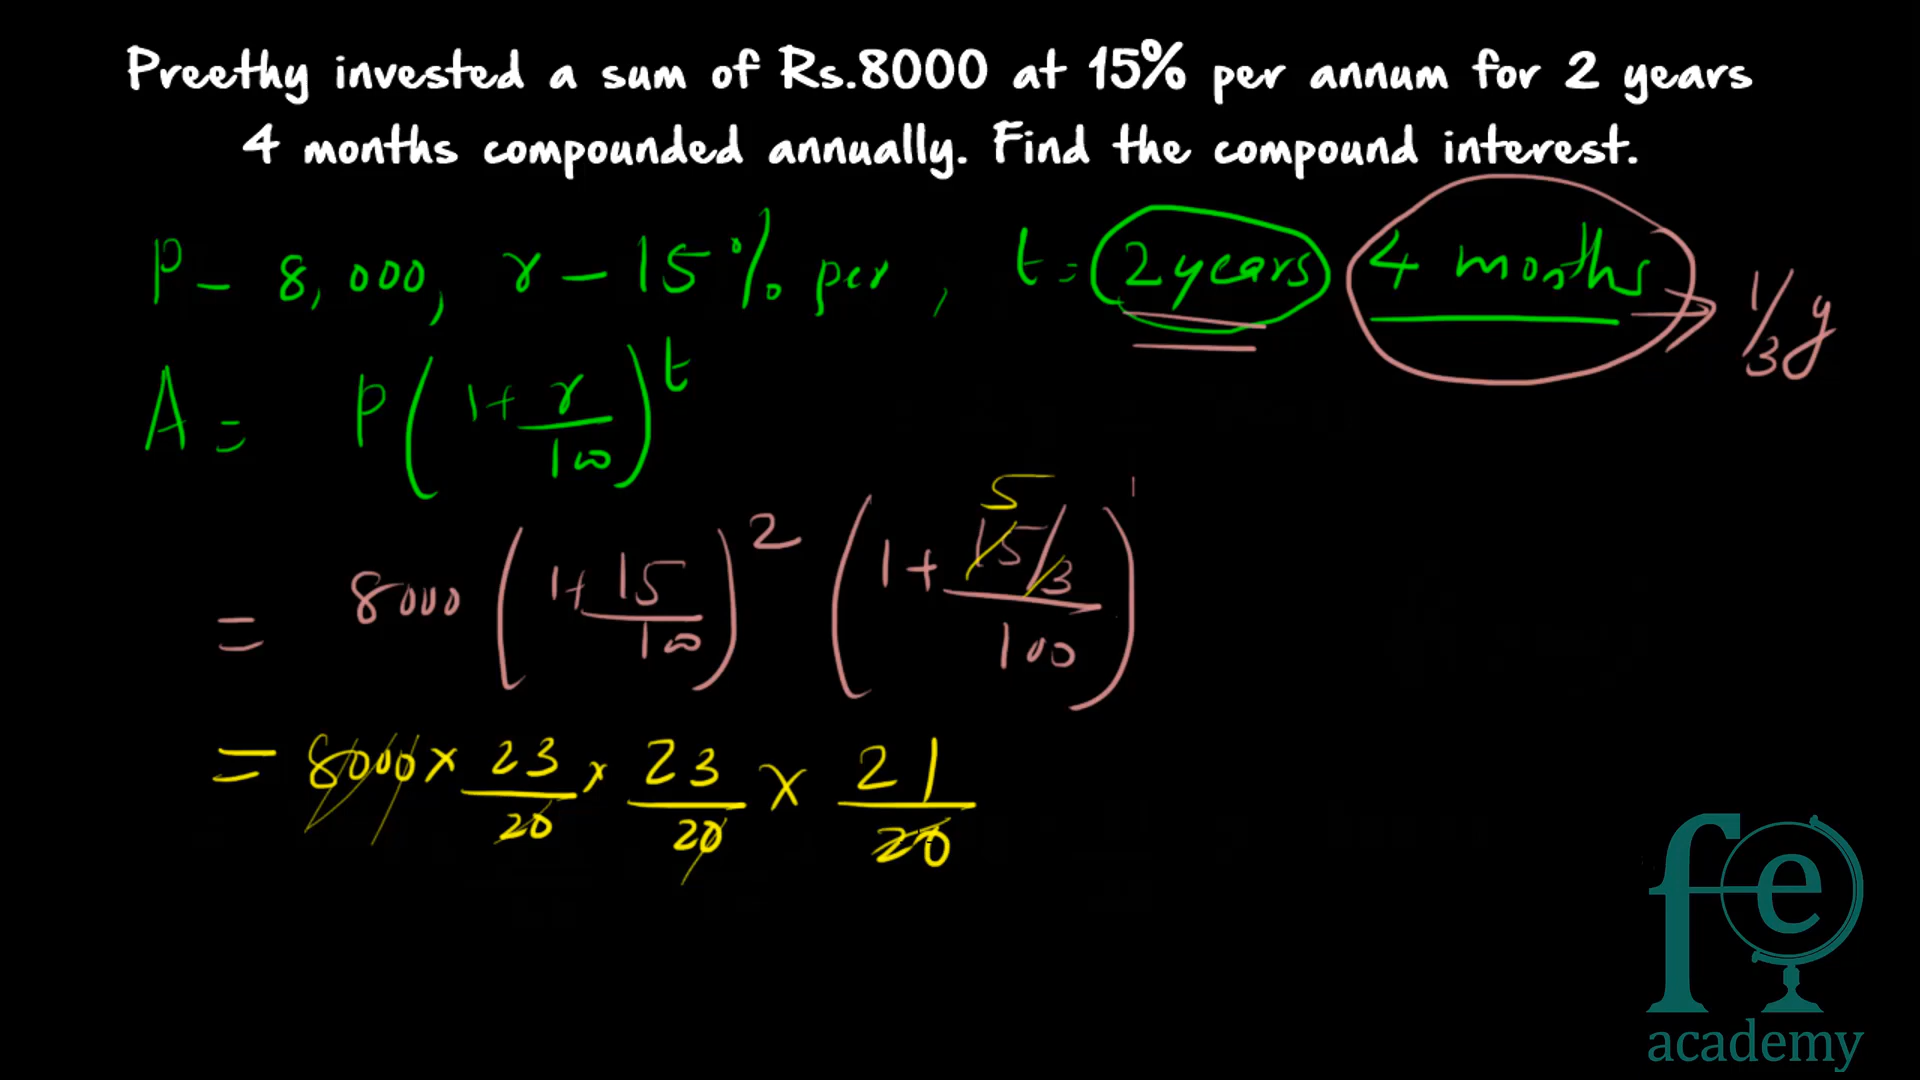 Preethy invested a sum of Rs.8000 at 15% per annum for 2 years
4 months compounded annually. Find the compound interest.
P - 8,000, r - 15% per, t = 2 years 4 months → 1/3 y
A = P(1 + r/100)^t
= 8000 (1 + 15/100)^2 (1 + 15/3/100)^1 5
= 8000 × 23/20 × 23/20 × 21/20
fe
academy